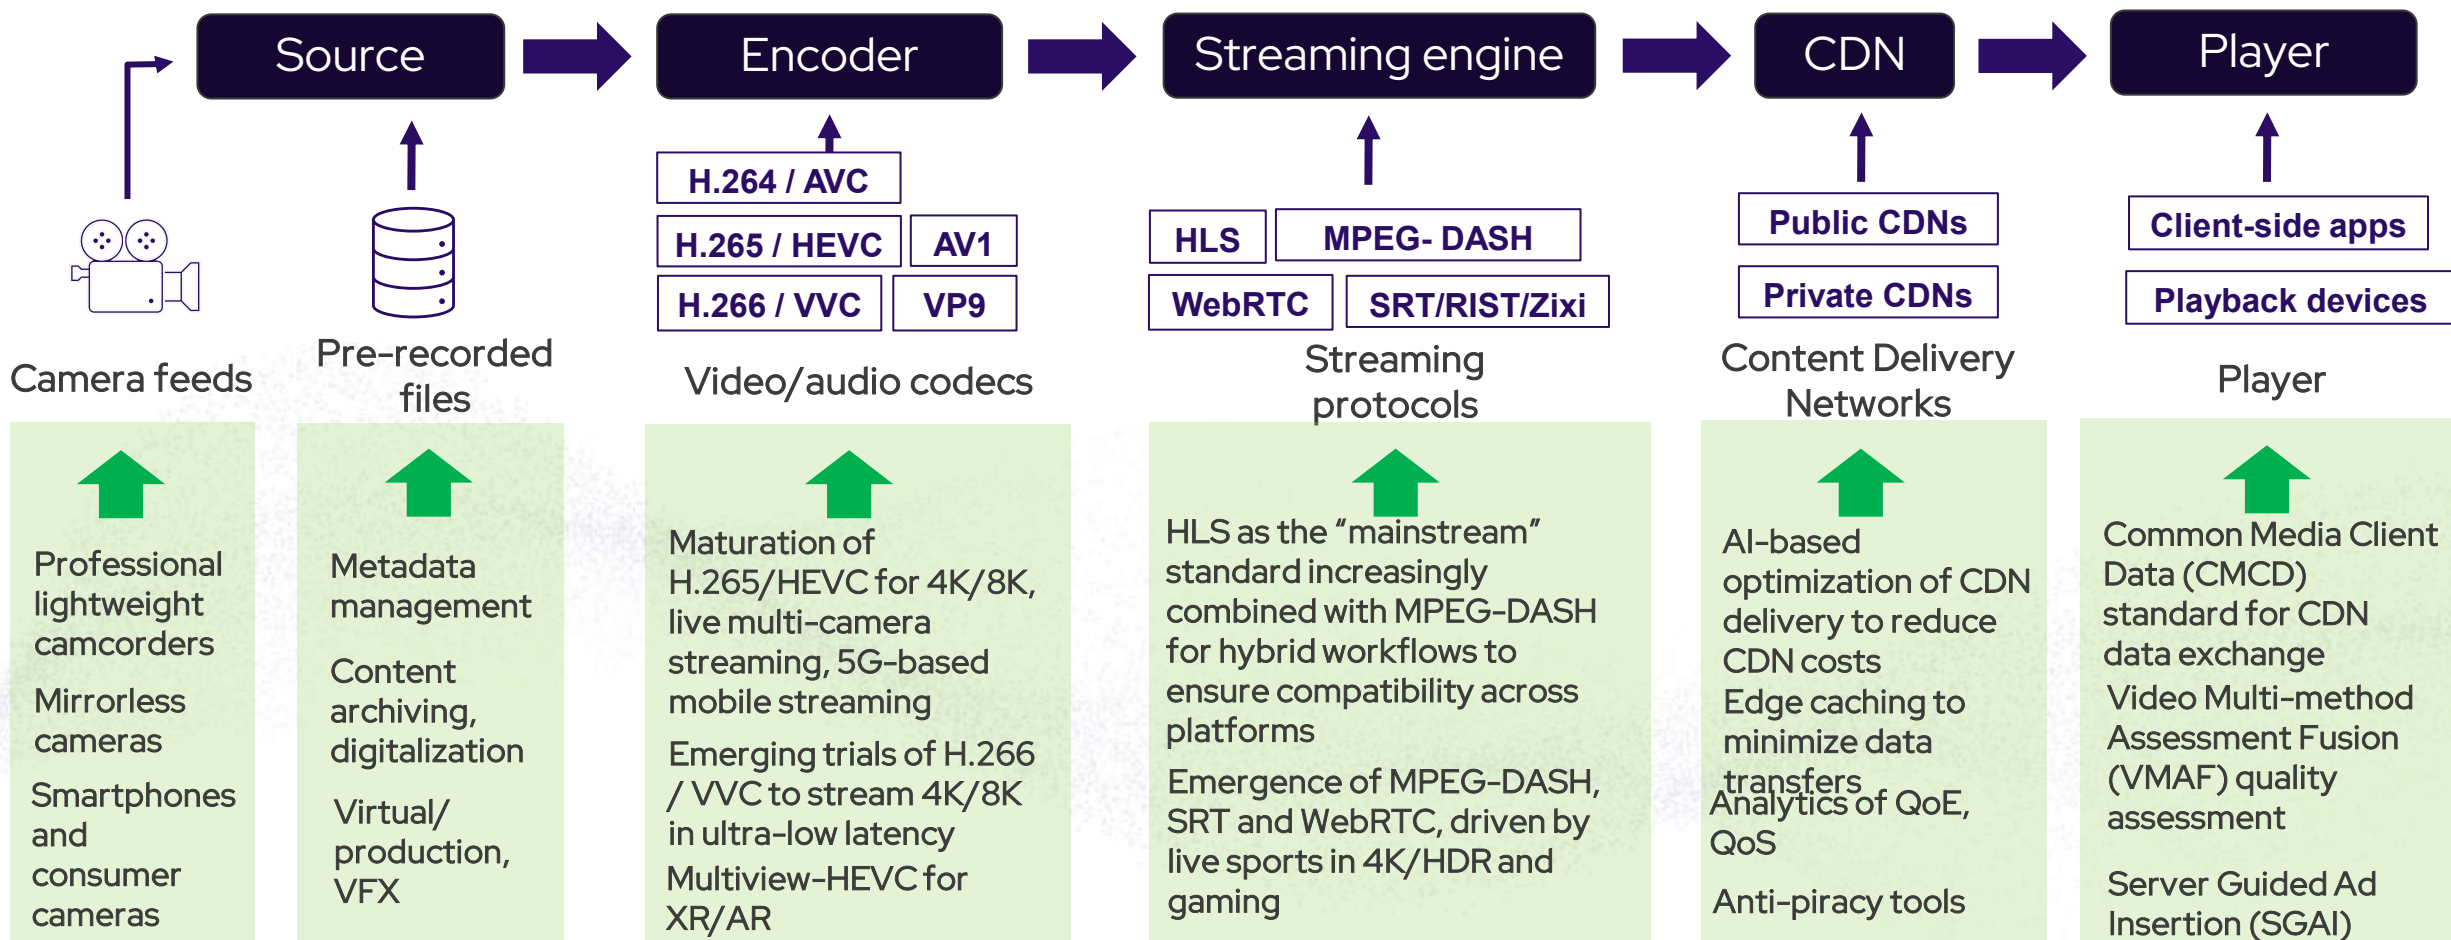 Source
Encoder
Streaming engine
CDN
Player
H.264 / AVC
H.265 / HEVC
AV1
H.266 / VVC
VP9
HLS
MPEG- DASH
WebRTC
SRT/RIST/Zixi
Public CDNs
Private CDNs
Client-side apps
Playback devices
Camera feeds
Pre-recorded
files
Video/audio codecs
Streaming
protocols
Content Delivery
Networks
Player
Professional
lightweight
camcorders
Mirrorless
cameras
Smartphones
and
consumer
cameras
Metadata
management
Content
archiving,
digitalization
Virtual/
production,
VFX
Maturation of
H.265/HEVC for 4K/8K,
live multi-camera
streaming, 5G-based
mobile streaming
Emerging trials of H.266
/ VVC to stream 4K/8K
in ultra-low latency
Multiview-HEVC for
XR/AR
HLS as the “mainstream”
standard increasingly
combined with MPEG-DASH
for hybrid workflows to
ensure compatibility across
platforms
Emergence of MPEG-DASH,
SRT and WebRTC, driven by
live sports in 4K/HDR and
gaming
AI-based
optimization of CDN
delivery to reduce
CDN costs
Edge caching to
minimize data
transfers
Analytics of QoE,
QoS
Anti-piracy tools
Common Media Client
Data (CMCD)
standard for CDN
data exchange
Video Multi-method
Assessment Fusion
(VMAF) quality
assessment
Server Guided Ad
Insertion (SGAI)